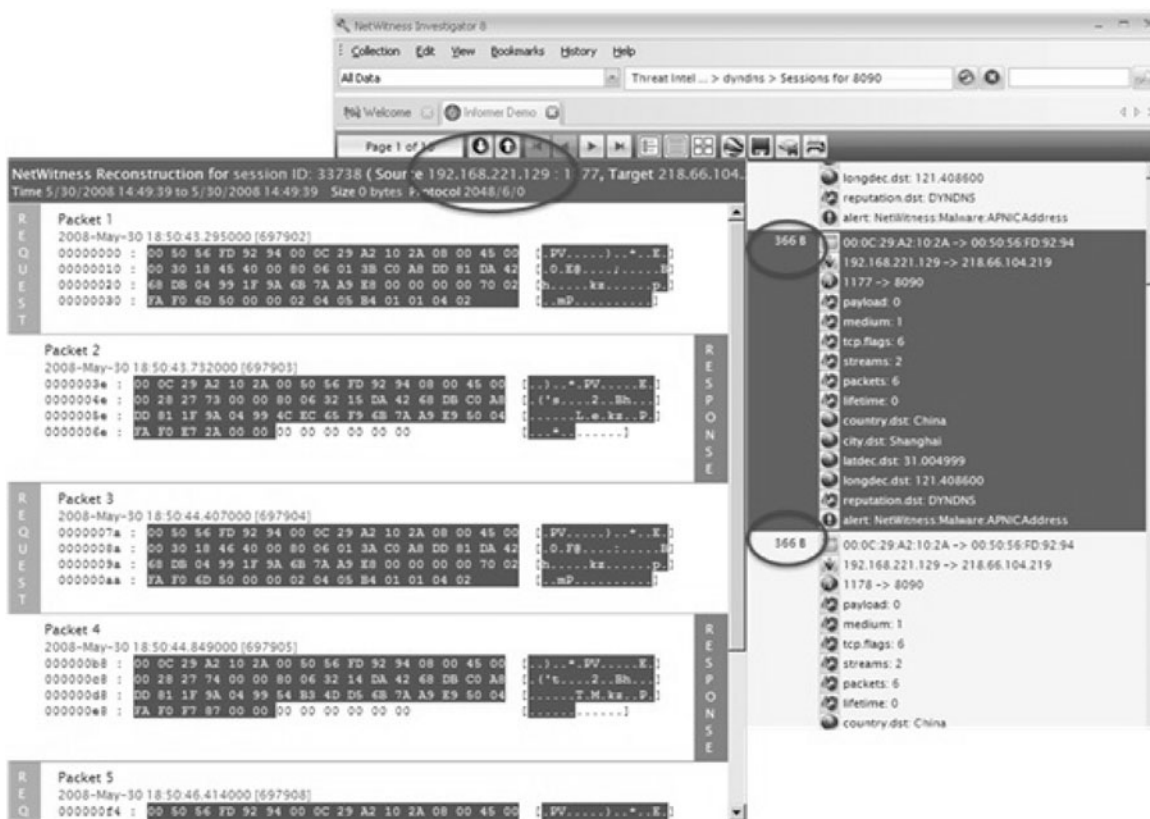 NetWitness Investigator 8
Collection Edit View Bookmarks History Help
All Data
Threat Intel ... > dyndns > Sessions for 8090
Welcome
Informer Demo
Page 1 of
NetWitness Reconstruction for session ID: 33738 ( Source 192.168.221.129 : 1177, Target 218.66.104.
Time 5/30/2008 14:49:39 to 5/30/2008 14:49:39 Size 0 bytes Protocol 2048/6/0
REQUEST
Packet 1
2008-May-30 18:50:43.295000 [697902]
00000000 : 00 50 56 FD 92 94 00 0C 29 A2 10 2A 08 00 45 00 [.PV.....)..*..E.]
00000010 : 00 30 18 45 40 00 80 06 01 3B C0 A8 DD 81 DA 42 [.0.E@....;.....B]
00000020 : 68 DB 04 99 1F 9A 6B 7A A9 E8 00 00 00 00 70 02 [h.....kz......p.]
00000030 : FA F0 6D 50 00 00 02 04 05 B4 01 01 04 02 [..mP..........]
Packet 2
2008-May-30 18:50:43.732000 [697903]
0000003e : 00 0C 29 A2 10 2A 00 50 56 FD 92 94 08 00 45 00 [..)..*.PV.....E.]
0000004e : 00 28 27 73 00 00 80 06 32 15 DA 42 68 DB C0 A8 [.('s....2..Bh...]
0000005e : DD 81 1F 9A 04 99 4C EC 65 F9 6B 7A A9 E9 50 04 [......L.e.kz..P.]
0000006e : FA F0 E7 2A 00 00 00 00 00 00 00 00 [...*........]
RESPONSE
REQUEST
Packet 3
2008-May-30 18:50:44.407000 [697904]
0000007a : 00 50 56 FD 92 94 00 0C 29 A2 10 2A 08 00 45 00 [.PV.....)..*..E.]
0000008a : 00 30 18 46 40 00 80 06 01 3A C0 A8 DD 81 DA 42 [.0.F@....:.....B]
0000009a : 68 DB 04 99 1F 9A 6B 7A A9 E8 00 00 00 00 70 02 [h.....kz......p.]
000000aa : FA F0 6D 50 00 00 02 04 05 B4 01 01 04 02 [..mP..........]
Packet 4
2008-May-30 18:50:44.849000 [697905]
000000b8 : 00 0C 29 A2 10 2A 00 50 56 FD 92 94 08 00 45 00 [..)..*.PV.....E.]
000000c8 : 00 28 27 74 00 00 80 06 32 14 DA 42 68 DB C0 A8 [.('t....2..Bh...]
000000d8 : DD 81 1F 9A 04 99 54 B3 4D D5 6B 7A A9 E9 50 04 [......T.M.kz..P.]
000000e8 : FA F0 F7 87 00 00 00 00 00 00 00 00 [............]
RESPONSE
REQ
Packet 5
2008-May-30 18:50:46.414000 [697908]
000000f4 : 00 50 56 FD 92 94 00 0C 29 A2 10 2A 08 00 45 00 [.PV.....)..*..E.]
longdec.dst: 121.408600
reputation.dst: DYNDNS
alert: NetWitness:Malware:APNICAddress
366 B
00:0C:29:A2:10:2A -> 00:50:56:FD:92:94
192.168.221.129 -> 218.66.104.219
1177 -> 8090
payload: 0
medium: 1
tcp.flags: 6
streams: 2
packets: 6
lifetime: 0
country.dst: China
city.dst: Shanghai
latdec.dst: 31.004999
longdec.dst: 121.408600
reputation.dst: DYNDNS
alert: NetWitness:Malware:APNICAddress
366 B
00:0C:29:A2:10:2A -> 00:50:56:FD:92:94
192.168.221.129 -> 218.66.104.219
1178 -> 8090
payload: 0
medium: 1
tcp.flags: 6
streams: 2
packets: 6
lifetime: 0
country.dst: China